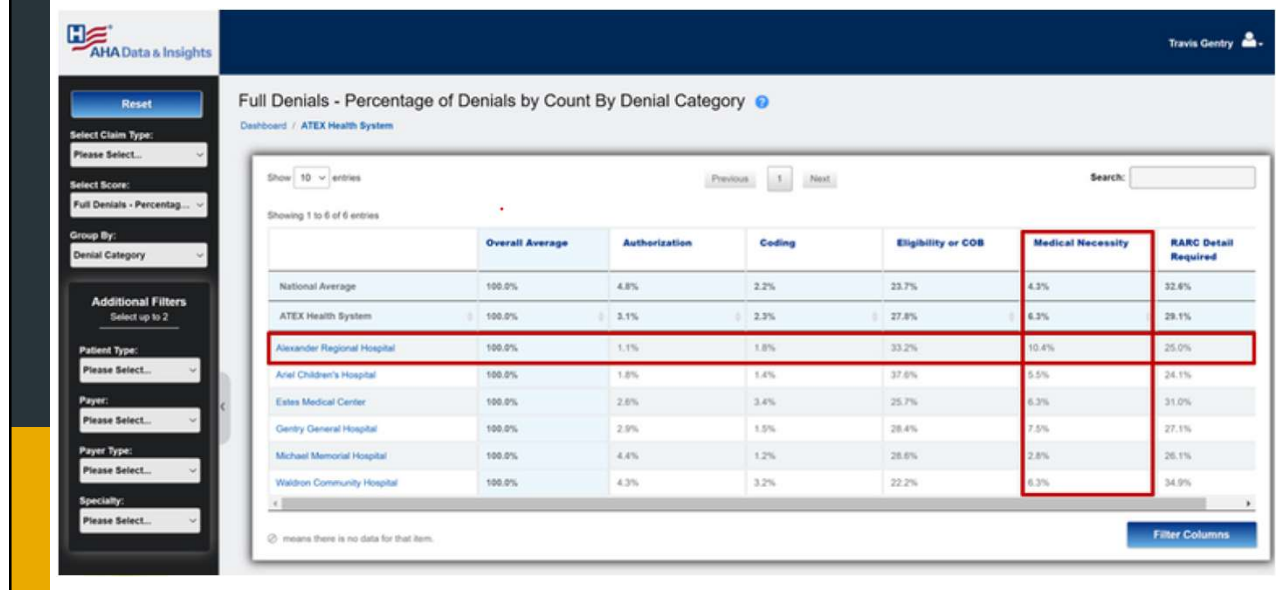 AHA Data & Insights
Travis Gentry
Reset
Select Claim Type:
Please Select...
Select Score:
Full Denials - Percentag...
Group By:
Denial Category
Additional Filters
Select up to 2
Patient Type:
Please Select...
Payer:
Please Select...
Payer Type:
Please Select...
Specialty:
Please Select...
Full Denials - Percentage of Denials by Count By Denial Category ?
Dashboard / ATEX Health System
Show 10 entries Previous 1 Next Search:
Showing 1 to 6 of 6 entries
Overall Average Authorization Coding Eligibility or COB Medical Necessity RARC Detail Required
National Average 100.0% 4.8% 2.2% 23.7% 4.3% 32.6%
ATEX Health System 100.0% 3.1% 2.3% 27.8% 6.3% 29.1%
Alexander Regional Hospital 100.0% 1.1% 1.8% 33.2% 10.4% 25.0%
Ariel Children's Hospital 100.0% 1.8% 1.4% 37.6% 5.5% 24.1%
Estes Medical Center 100.0% 2.6% 3.4% 25.7% 6.3% 31.0%
Gentry General Hospital 100.0% 2.9% 1.5% 28.4% 7.5% 27.1%
Michael Memorial Hospital 100.0% 4.4% 1.2% 28.6% 2.8% 26.1%
Waldron Community Hospital 100.0% 4.3% 3.2% 22.2% 6.3% 34.9%
means there is no data for that item.
Filter Columns